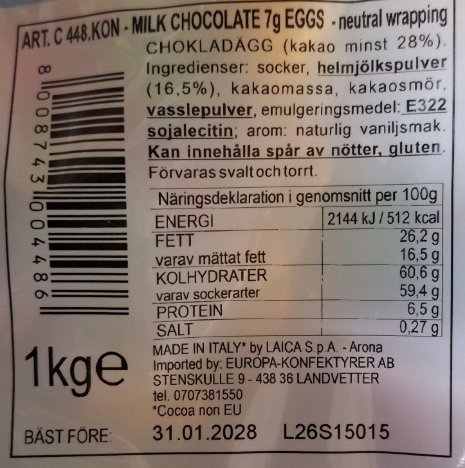 ART. C 448.KON - MILK CHOCOLATE 7g EGGS - neutral wrapping
CHOKLADÄGG (kakao minst 28%).
Ingredienser: socker, helmjölkspulver
(16,5%), kakaomassa, kakaosmör,
vasslepulver, emulgeringsmedel: E322
sojalecitin; arom: naturlig vaniljsmak.
Kan innehålla spår av nötter, gluten.
Förvaras svalt och torrt.
8 008743 004486
Näringsdeklaration i genomsnitt per 100g
ENERGI 2144 kJ / 512 kcal
FETT 26,2 g
varav mättat fett 16,5 g
KOLHYDRATER 60,6 g
varav sockerarter 59,4 g
PROTEIN 6,5 g
SALT 0,27 g
1kge
MADE IN ITALY* by LAICA S p A. - Arona
Imported by: EUROPA-KONFEKTYRER AB
STENSKULLE 9 - 438 36 LANDVETTER
tel. 0707381550
*Cocoa non EU
BÄST FÖRE: 31.01.2028 L26S15015